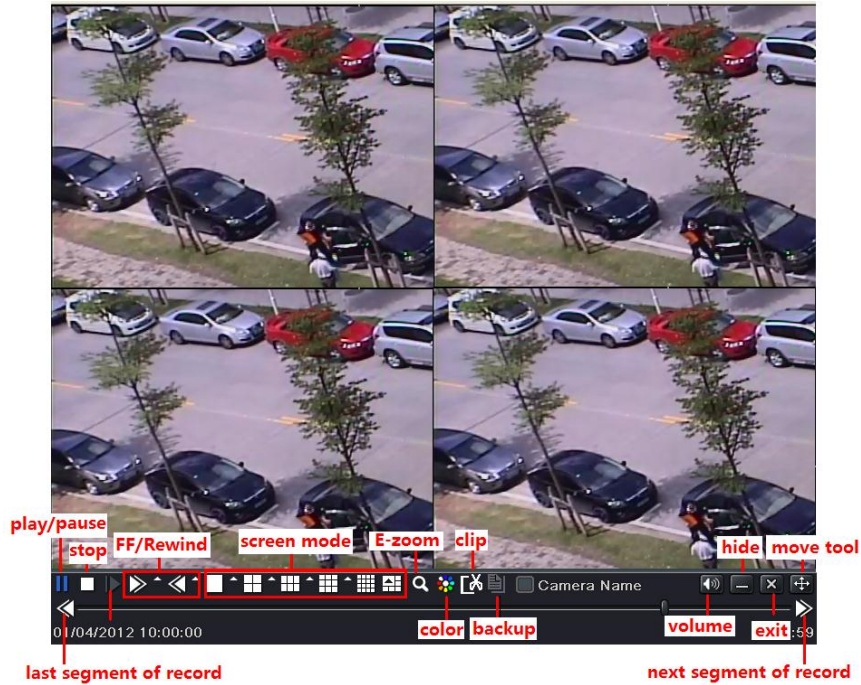 play/pause
stop
FF/Rewind
screen mode
E-zoom
clip
hide
move tool
Camera Name
color
backup
volume
exit
01/04/2012 10:00:00
:59
last segment of record
next segment of record